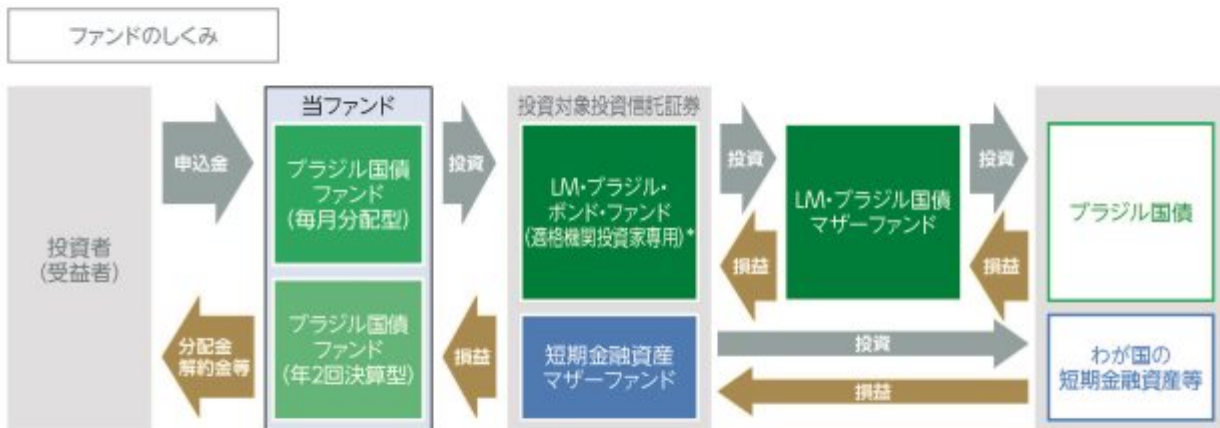 ファンドのしくみ
投資者
(受益者)
申込金
分配金
解約金等
当ファンド
ブラジル国債
ファンド
(毎月分配型)
ブラジル国債
ファンド
(年2回決算型)
投資
損益
投資対象投資信託証券
LM・ブラジル・
ボンド・ファンド
(適格機関投資家専用)*
短期金融資産
マザーファンド
投資
損益
LM・ブラジル国債
マザーファンド
投資
損益
投資
損益
ブラジル国債
わが国の
短期金融資産等